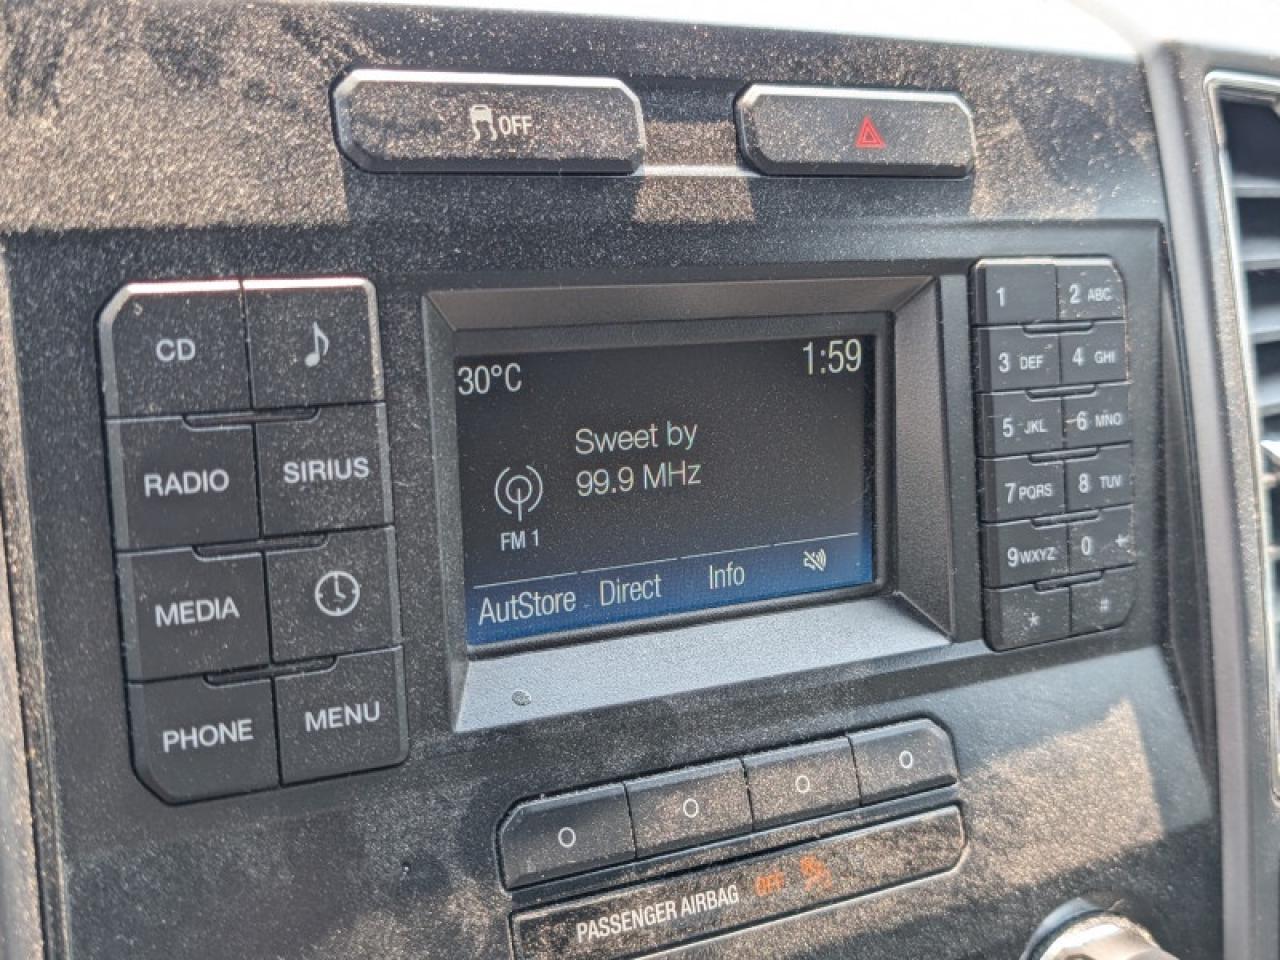 OFF
CD
RADIO SIRIUS
MEDIA
PHONE MENU
30°C 1:59
Sweet by
99.9 MHz
FM 1
AutStore Direct Info
1 2 ABC
3 DEF 4 GHI
5 JKL 6 MNO
7 PQRS 8 TUV
9 WXYZ 0 +
* #
PASSENGER AIRBAG OFF